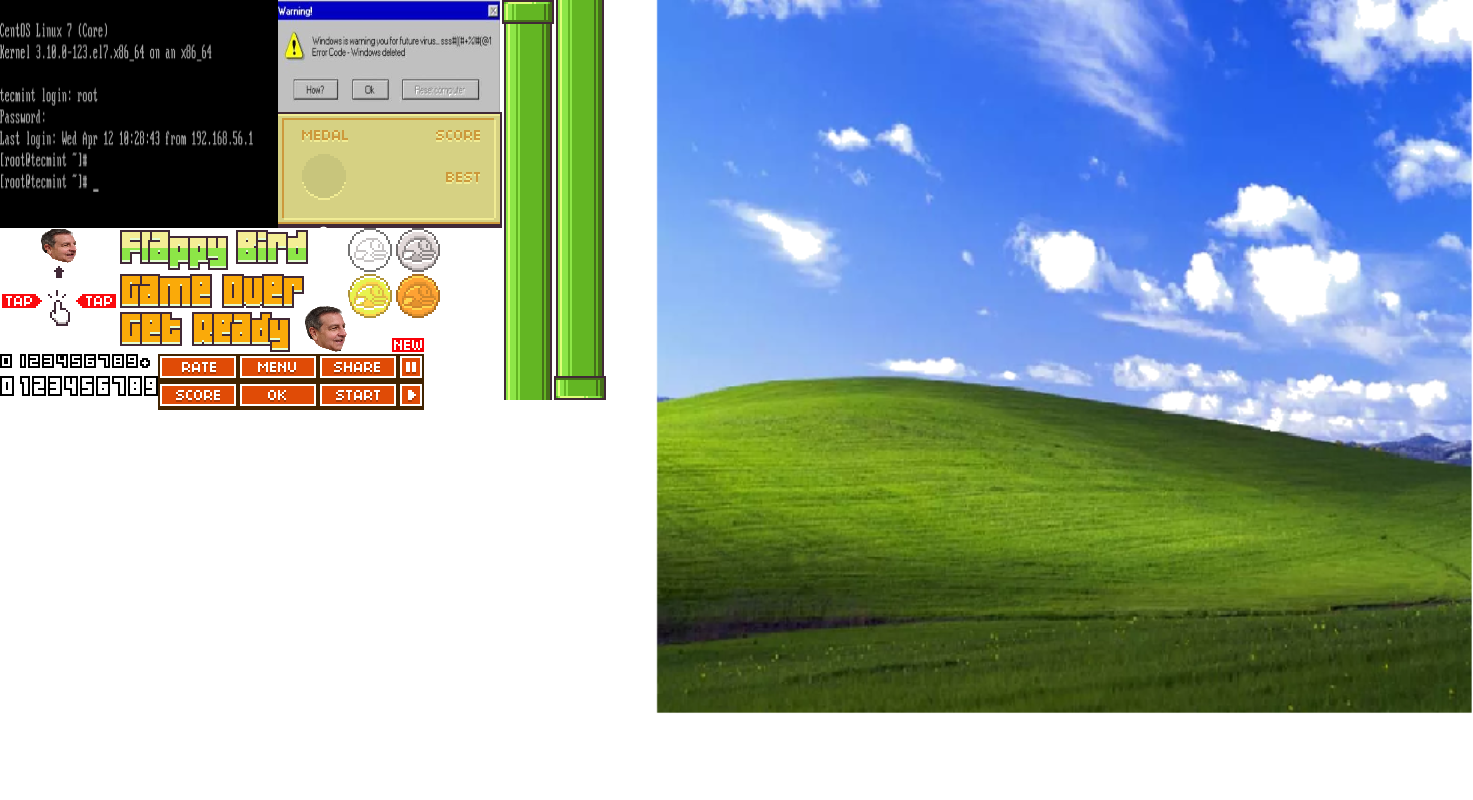 CentOS Linux 7 (Core)
Kernel 3.10.0-123.el7.x86_64 on an x86_64
tecmint login: root
Password:
Last login: Wed Apr 12 10:28:43 from 192.168.56.1
[root@tecmint ~]#
[root@tecmint ~]# _
Warning!
Windows is warning you for future virus...
Error Code - Windows deleted
How?
Ok
Reset computer
MEDAL
SCORE
BEST
Flappy Bird
TAP
TAP
Game Over
Get Ready
NEW
0 123456789
0 123456789
RATE
MENU
SHARE
SCORE
OK
START